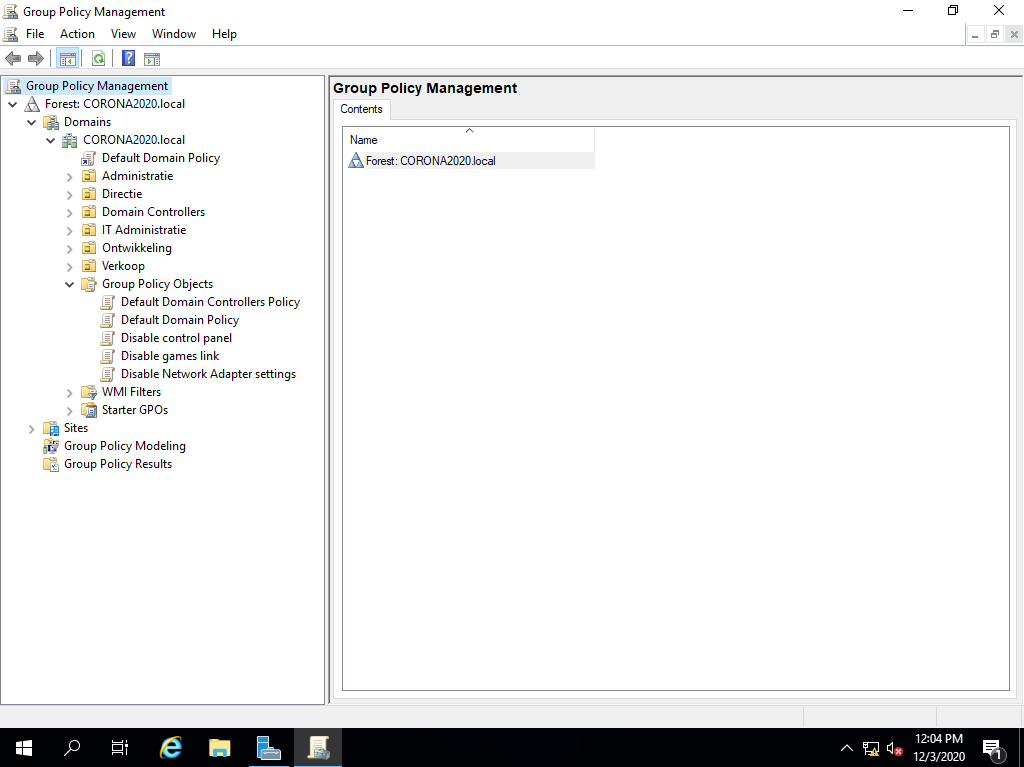 Group Policy Management
File Action View Window Help
Group Policy Management
Forest: CORONA2020.local
Domains
CORONA2020.local
Default Domain Policy
Administratie
Directie
Domain Controllers
IT Administratie
Ontwikkeling
Verkoop
Group Policy Objects
Default Domain Controllers Policy
Default Domain Policy
Disable control panel
Disable games link
Disable Network Adapter settings
WMI Filters
Starter GPOs
Sites
Group Policy Modeling
Group Policy Results
Group Policy Management
Contents
Name
Forest: CORONA2020.local
12:04 PM
12/3/2020
1